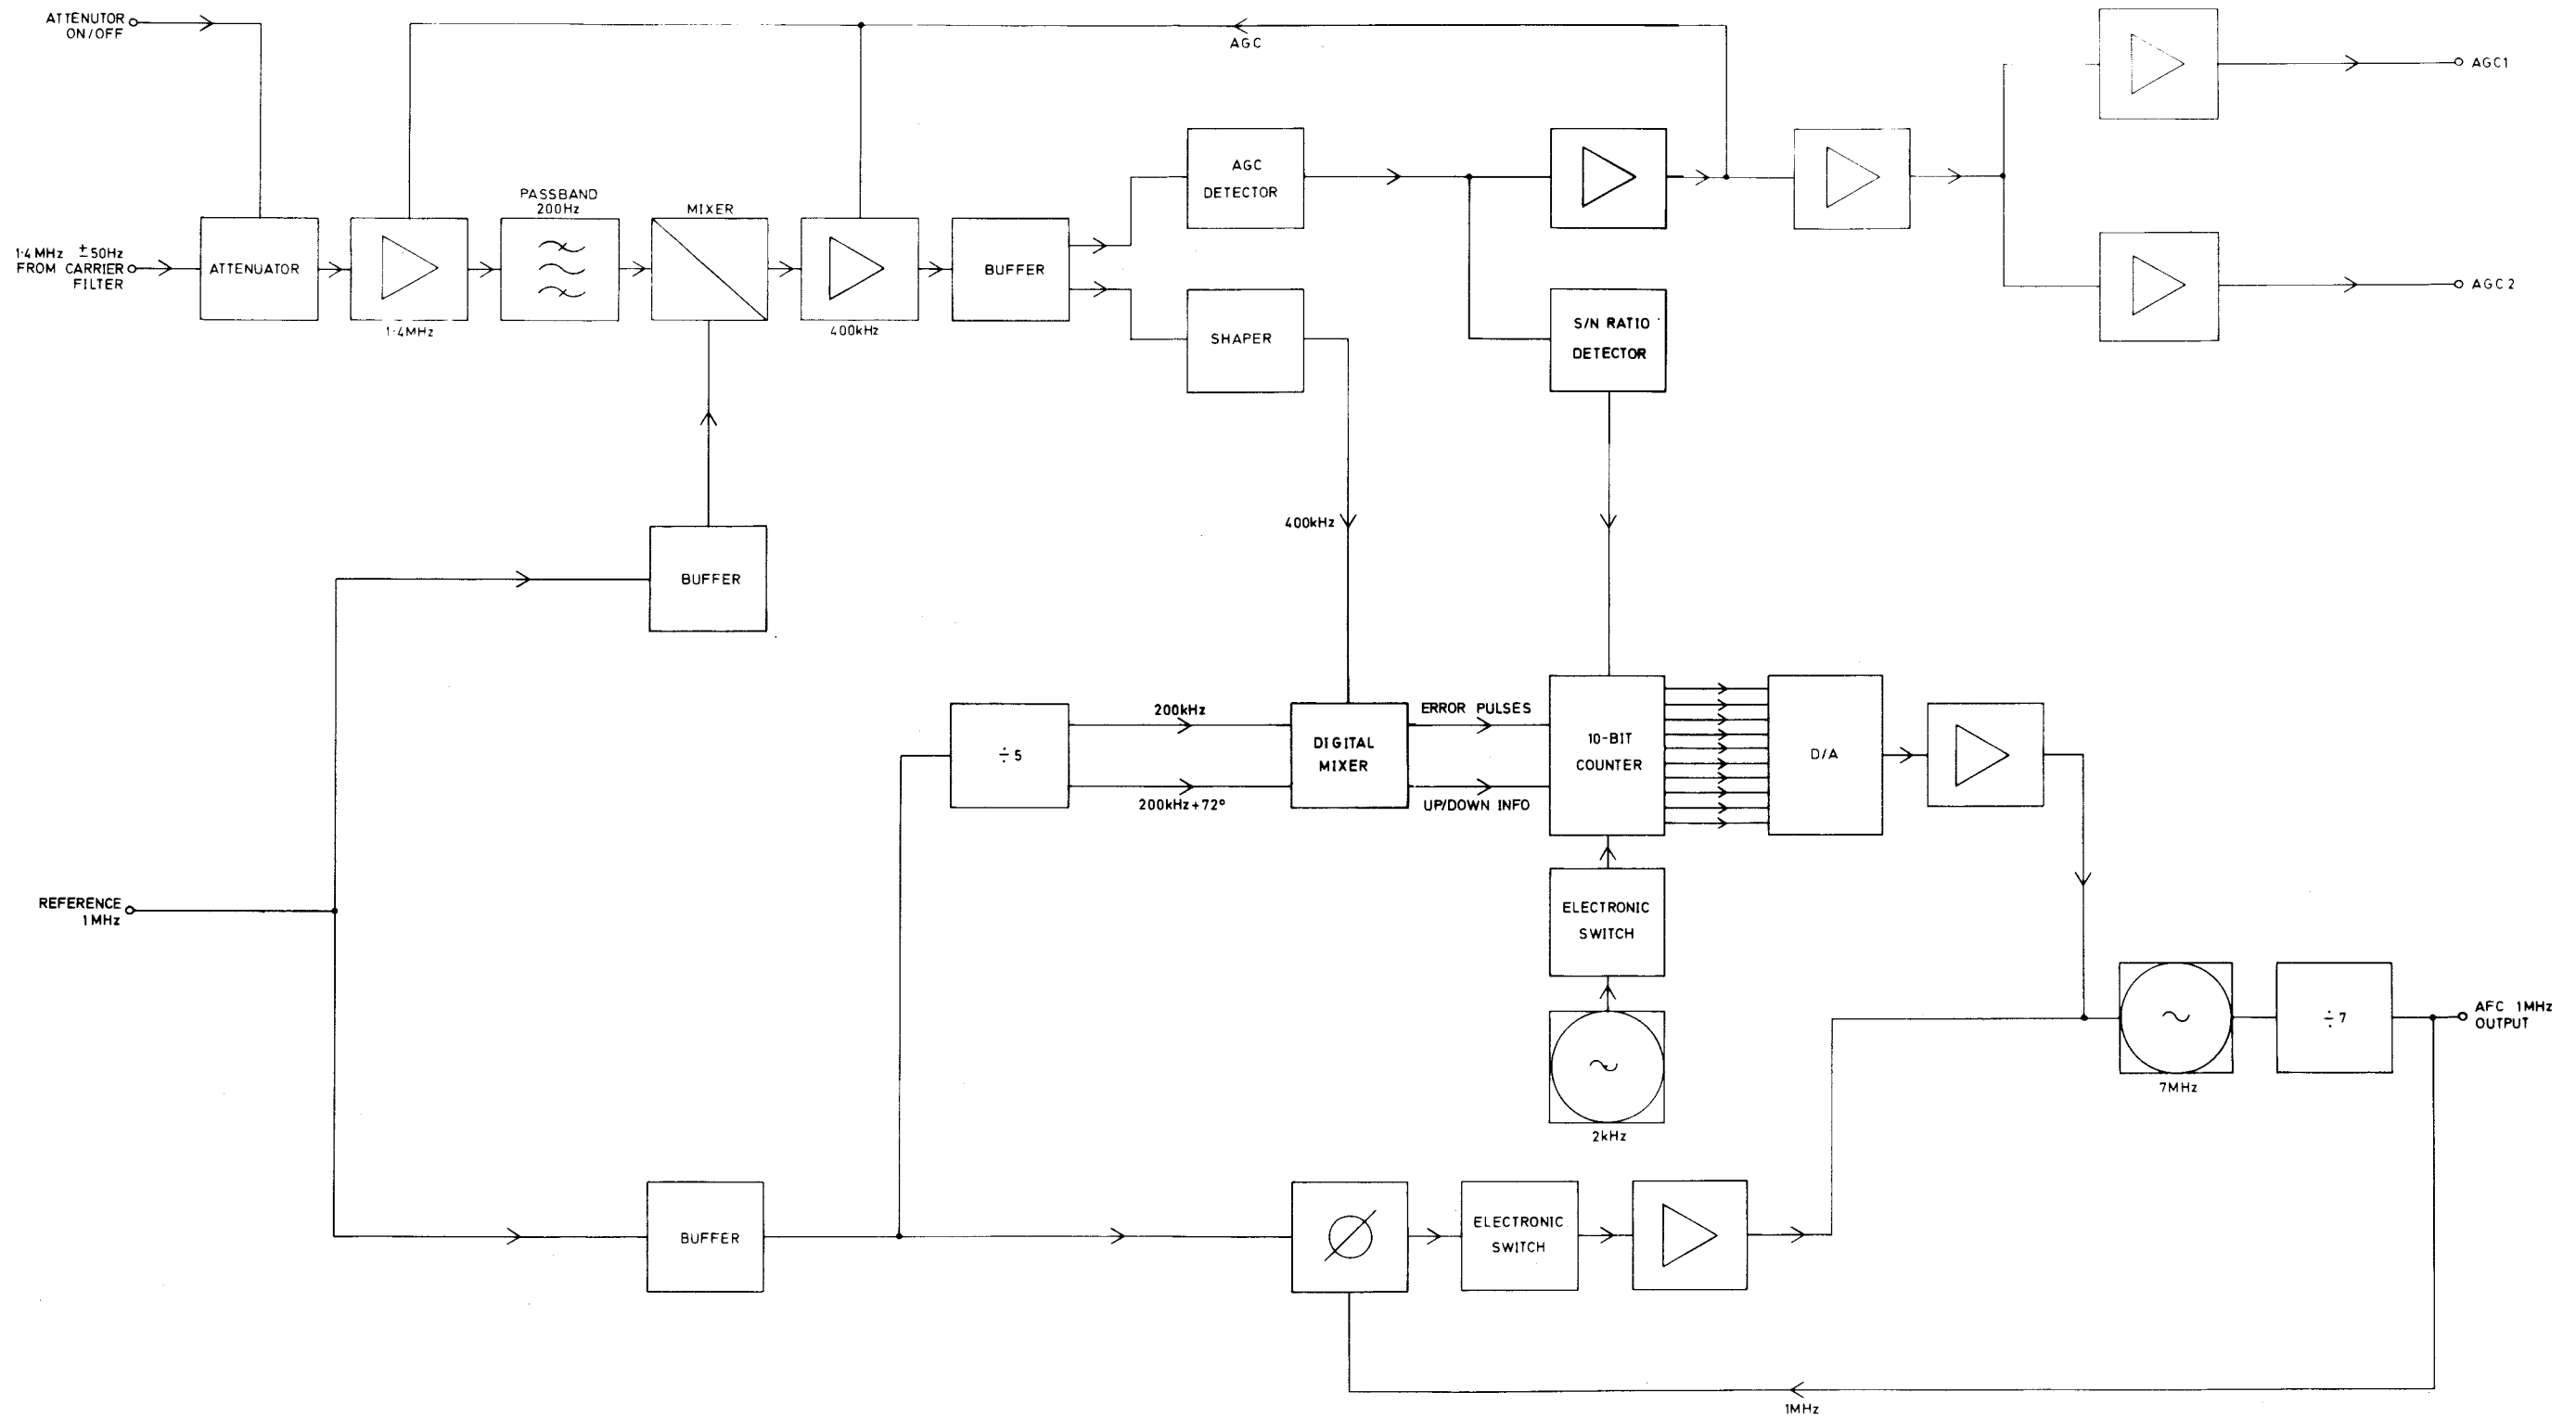 ATTENUTOR
ON/OFF
AGC
AGC1
PASSBAND
200Hz
MIXER
AGC
DETECTOR
1·4MHz ±50Hz
FROM CARRIER
FILTER
ATTENUATOR
BUFFER
AGC2
1·4MHz
400kHz
SHAPER
S/N RATIO
DETECTOR
400kHz
BUFFER
÷5
200kHz
200kHz+72°
DIGITAL
MIXER
ERROR PULSES
UP/DOWN INFO
10-BIT
COUNTER
D/A
REFERENCE
1MHz
ELECTRONIC
SWITCH
2kHz
7MHz
÷7
AFC 1MHz
OUTPUT
BUFFER
ELECTRONIC
SWITCH
1MHz